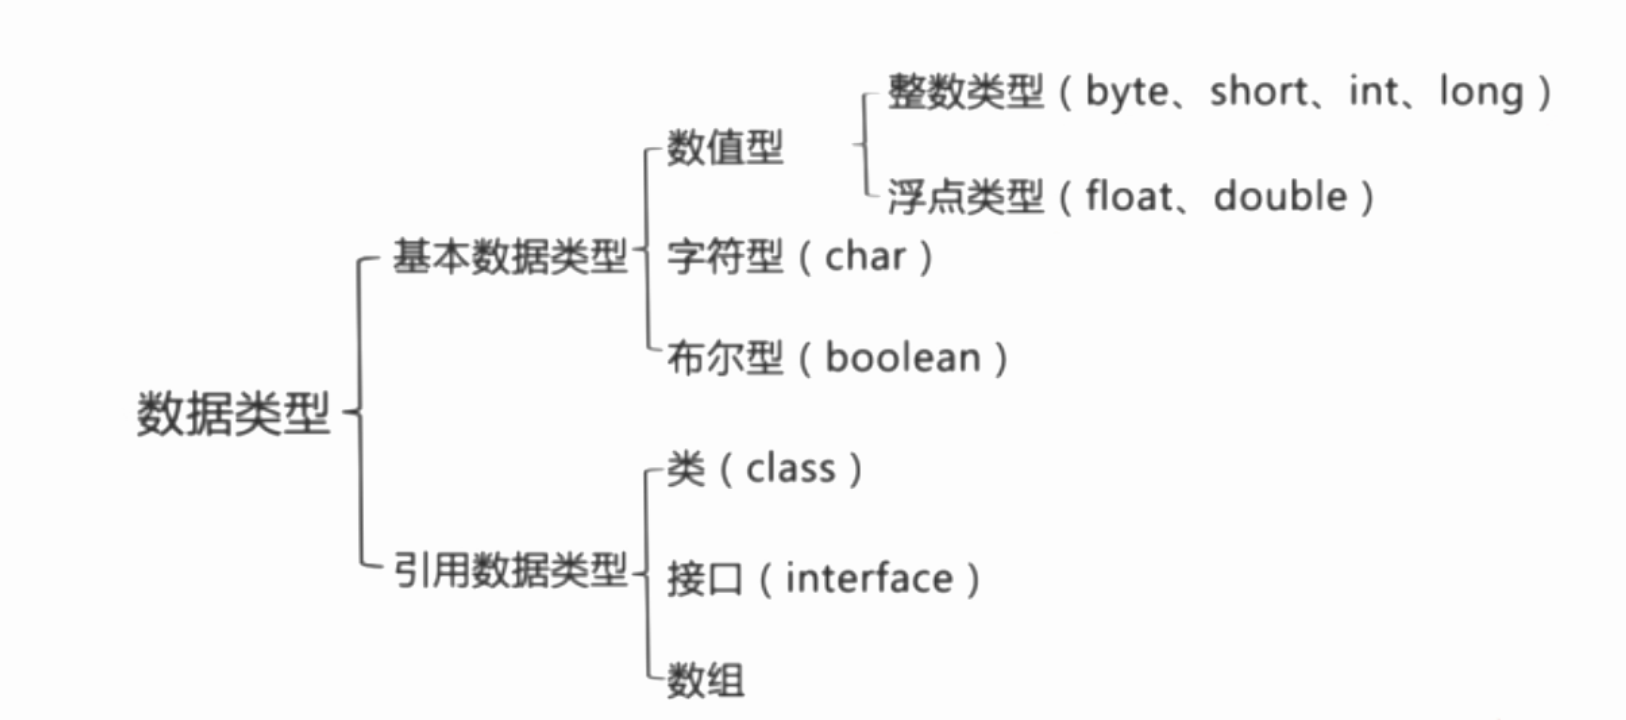 整数类型（byte、short、int、long）
数值型
浮点类型（float、double）
基本数据类型
字符型（char）
布尔型（boolean）
数据类型
类（class）
引用数据类型
接口（interface）
数组